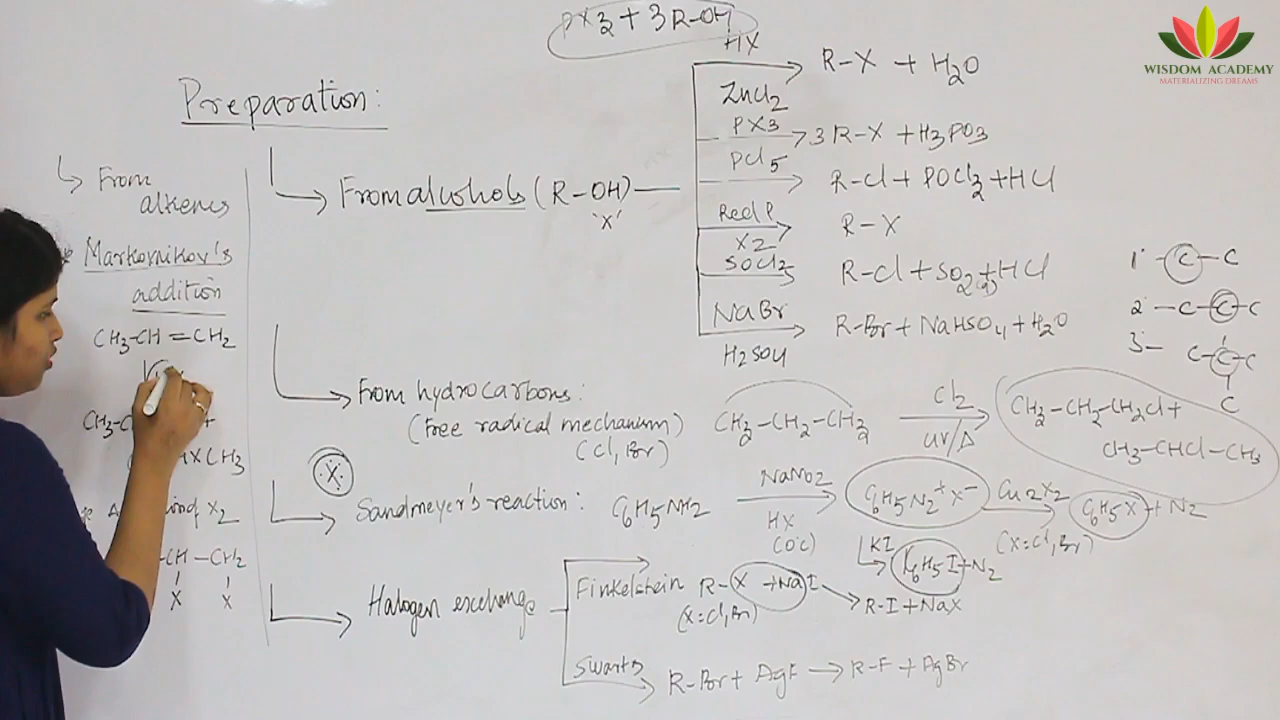 PX3 + 3R-OH
WISDOM ACADEMY
MATERIALIZING DREAMS
Preparation:
From
alkenes
Markovnikov's
addition
CH3-CH=CH2
CH3
X2
CH - CH2
X X
From alcohols (R-OH)
'X'
HX
ZnCl2
R-X + H2O
PX3
3 R-X + H3PO3
PCl5
R-Cl + POCl3 + HCl
Red P
X2
R-X
SOCl2
R-Cl + SO2(g) + HCl
NaBr
H2SO4
R-Br + NaHSO4 + H2O
1° -C-C
2° -C-C-C
3- C-C-C
C
From hydrocarbons:
(Free radical mechanism)
(Cl, Br)
CH3-CH2-CH3
Cl2
UV/Δ
CH3-CH2-CH2Cl +
CH3-CHCl-CH3
X
Sandmeyer's reaction:
C6H5NH2
NaNO2
HX
(0°C)
C6H5N2+X-
Cu2X2
(X=Cl, Br)
C6H5X + N2
KI
C6H5I + N2
Halogen exchange
Finkelstein R-X + NaI
(X=Cl, Br)
R-I + NaX
Swarts
R-Br + AgF → R-F + AgBr